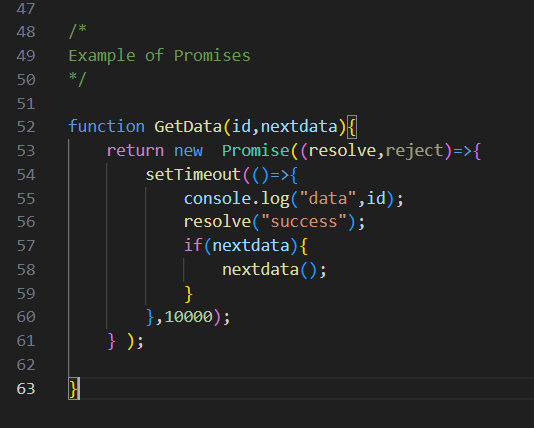 47
48 /*
49 Example of Promises
50 */
51
52 function GetData(id,nextdata){
53     return new  Promise((resolve,reject)=>{
54         setTimeout(()=>{
55             console.log("data",id);
56             resolve("success");
57             if(nextdata){
58                 nextdata();
59             }
60         },10000);
61     } );
62
63 }